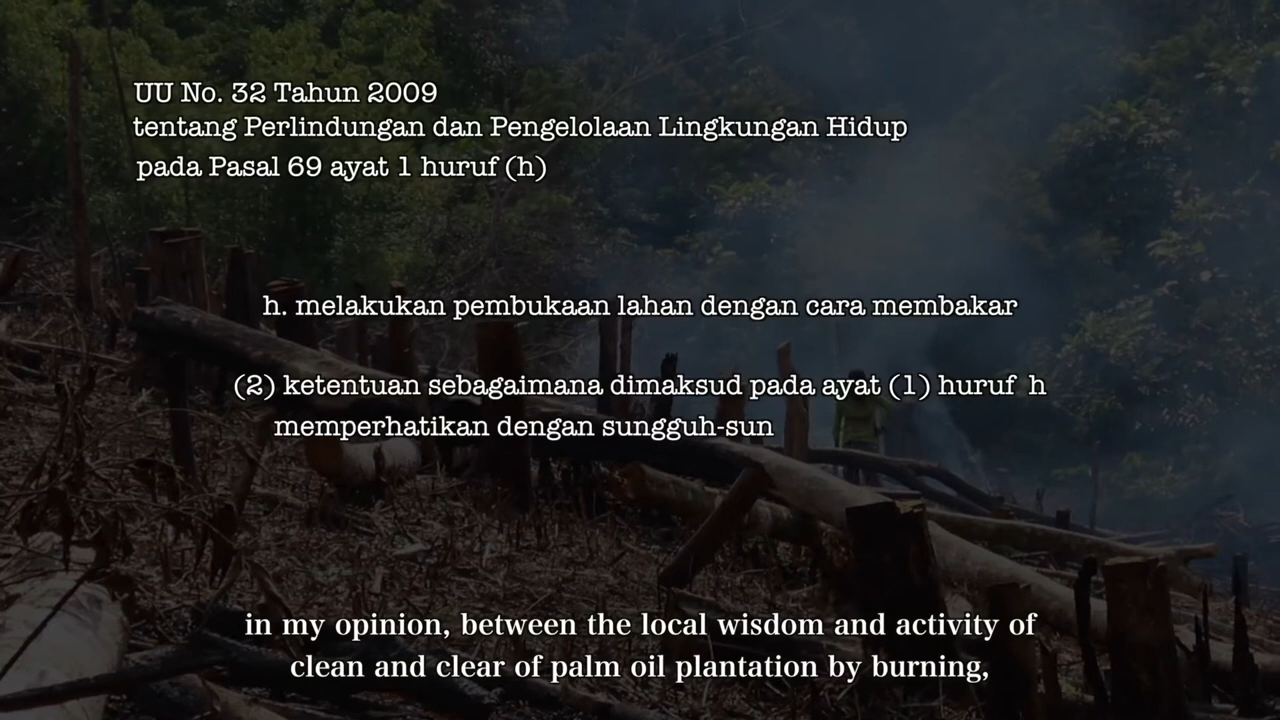 UU No. 32 Tahun 2009
tentang Perlindungan dan Pengelolaan Lingkungan Hidup
pada Pasal 69 ayat 1 huruf (h)
h. melakukan pembukaan lahan dengan cara membakar
(2) ketentuan sebagaimana dimaksud pada ayat (1) huruf h
memperhatikan dengan sungguh-sun
in my opinion, between the local wisdom and activity of
clean and clear of palm oil plantation by burning,